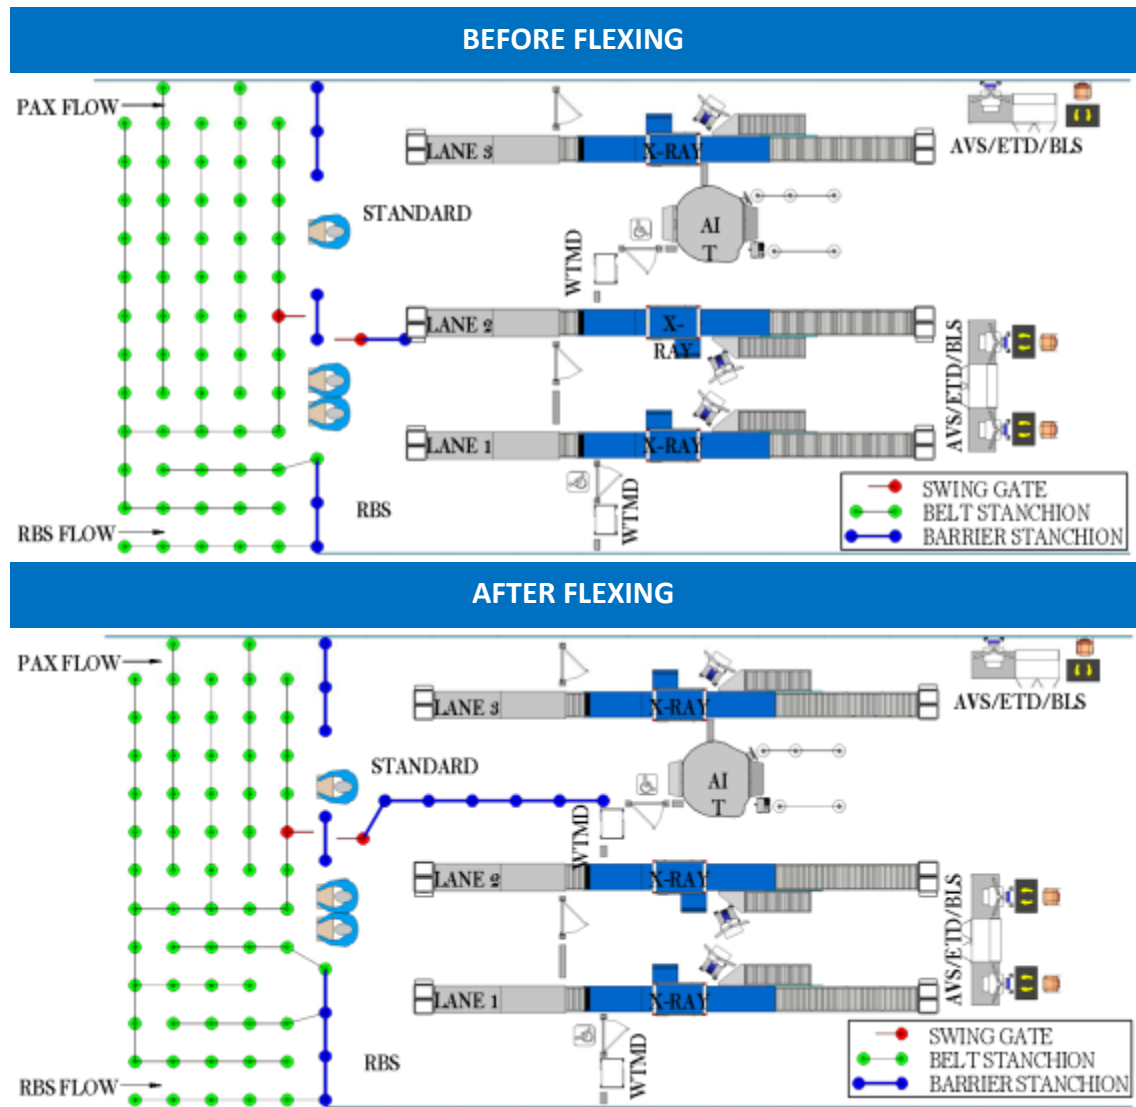 BEFORE FLEXING
PAX FLOW
LANE 3
X-RAY
AVS/ETD/BLS
STANDARD
AI
T
WTMD
LANE 2
X-
RAY
AVS/ETD/BLS
LANE 1
X-RAY
RBS
WTMD
RBS FLOW
SWING GATE
BELT STANCHION
BARRIER STANCHION
AFTER FLEXING
PAX FLOW
LANE 3
X-RAY
AVS/ETD/BLS
STANDARD
AI
T
WTMD
LANE 2
X-RAY
AVS/ETD/BLS
LANE 1
X-RAY
RBS
WTMD
RBS FLOW
SWING GATE
BELT STANCHION
BARRIER STANCHION